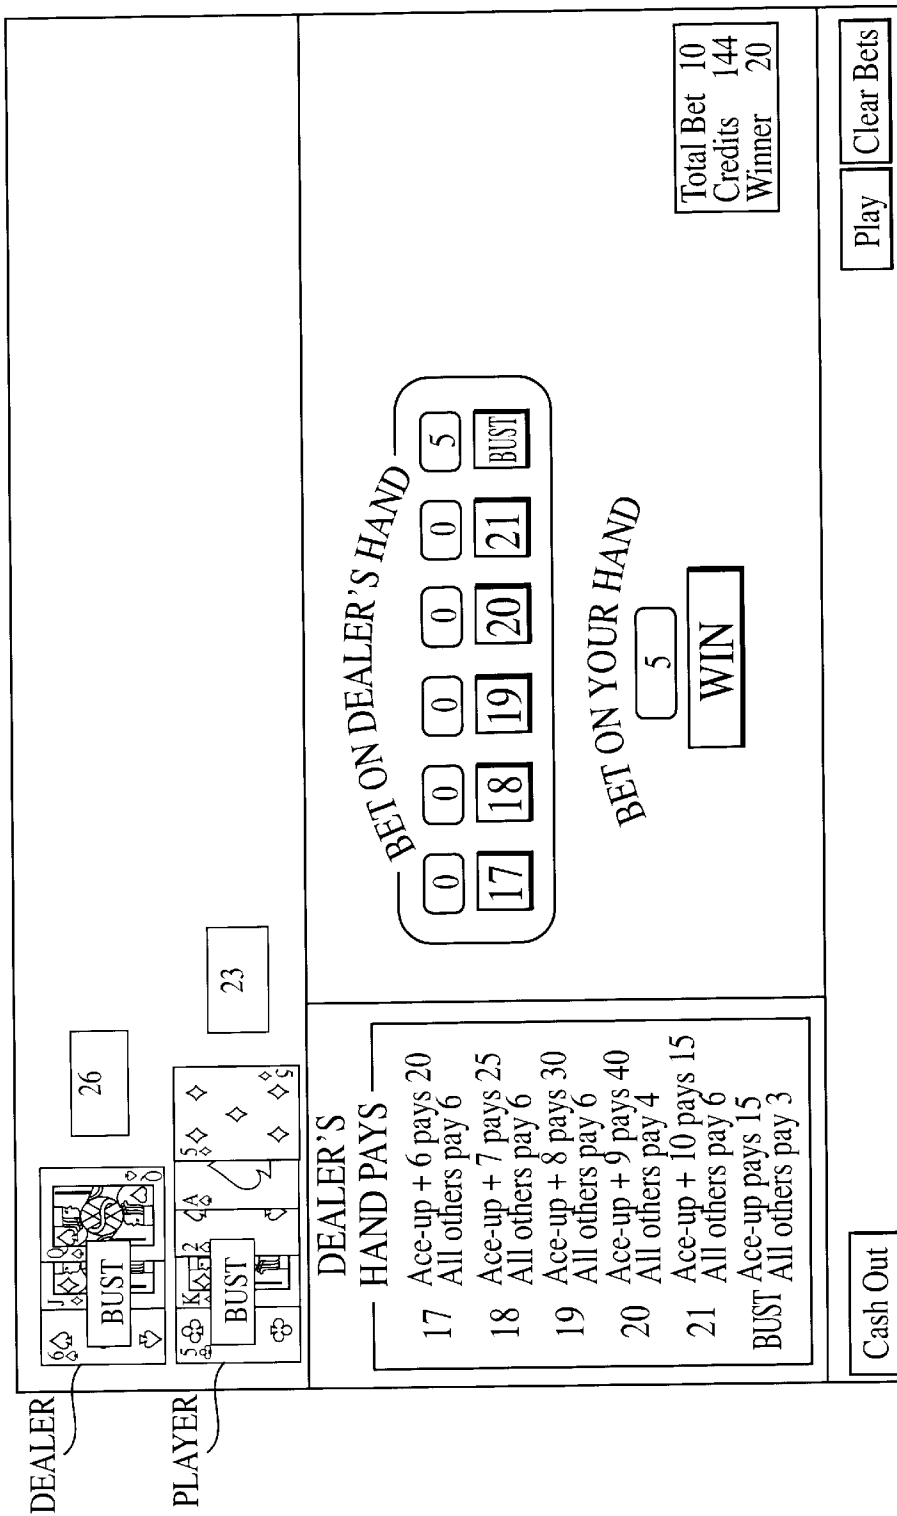 DEALER
6
J
Q
Q
BUST
26
PLAYER
5
K
2
A
5
5
BUST
23
DEALER'S
HAND PAYS
17 Ace-up + 6 pays 20
All others pay 6
18 Ace-up + 7 pays 25
All others pay 6
19 Ace-up + 8 pays 30
All others pay 6
20 Ace-up + 9 pays 40
All others pay 4
21 Ace-up + 10 pays 15
All others pay 6
BUST Ace-up pays 15
All others pay 3
BET ON DEALER'S HAND
0 0 0 0 0 5
17 18 19 20 21 BUST
BET ON YOUR HAND
5
WIN
Total Bet 10
Credits 144
Winner 20
Cash Out
Play
Clear Bets